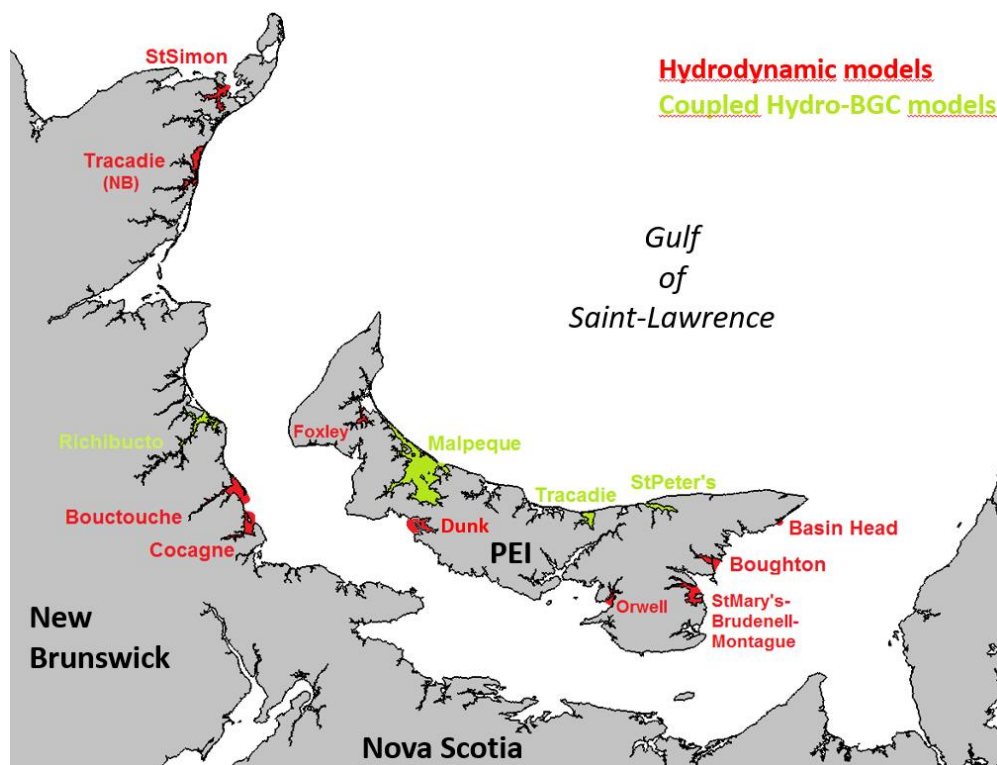 StSimon
Hydrodynamic models
Coupled Hydro-BGC models
Tracadie
(NB)
Gulf
of
Saint-Lawrence
Richibucto
Foxley
Malpeque
Tracadie
StPeter's
Bouctouche
Cocagne
Dunk
PEI
Basin Head
Boughton
Orwell
StMary's-
Brudenell-
Montague
New
Brunswick
Nova Scotia